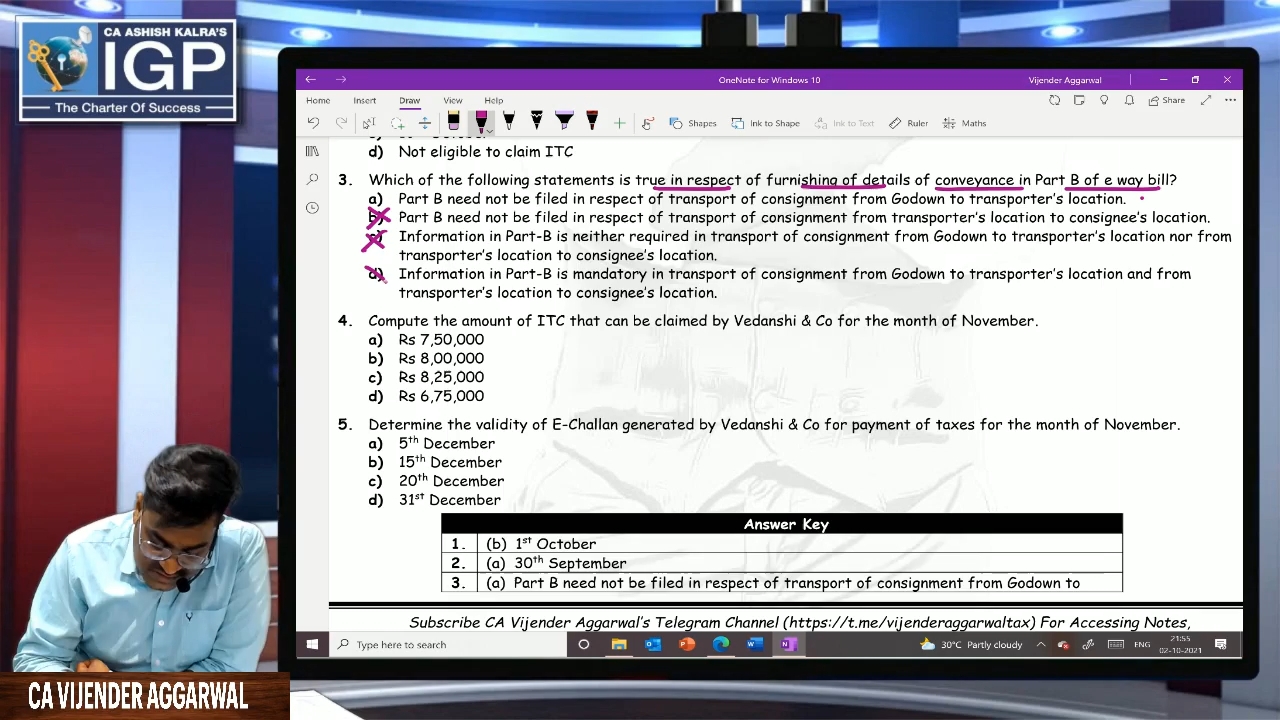 CA ASHISH KALRA'S
IGP
The Charter Of Success
OneNote for Windows 10
Vijender Aggarwal
Home Insert Draw View Help
Share
Shapes Ink to Shape Ink to Text Ruler Maths
d) Not eligible to claim ITC
3. Which of the following statements is true in respect of furnishing of details of conveyance in Part B of e way bill?
a) Part B need not be filed in respect of transport of consignment from Godown to transporter's location.
b) Part B need not be filed in respect of transport of consignment from transporter's location to consignee's location.
c) Information in Part-B is neither required in transport of consignment from Godown to transporter's location nor from
transporter's location to consignee's location.
d) Information in Part-B is mandatory in transport of consignment from Godown to transporter's location and from
transporter's location to consignee's location.
4. Compute the amount of ITC that can be claimed by Vedanshi & Co for the month of November.
a) Rs 7,50,000
b) Rs 8,00,000
c) Rs 8,25,000
d) Rs 6,75,000
5. Determine the validity of E-Challan generated by Vedanshi & Co for payment of taxes for the month of November.
a) 5th December
b) 15th December
c) 20th December
d) 31st December
Answer Key
1. (b) 1st October
2. (a) 30th September
3. (a) Part B need not be filed in respect of transport of consignment from Godown to
Subscribe CA Vijender Aggarwal's Telegram Channel (https://t.me/vijenderaggarwaltax) For Accessing Notes,
Type here to search
30°C Partly cloudy
ENG
21:55
02-10-2021
CA VIJENDER AGGARWAL